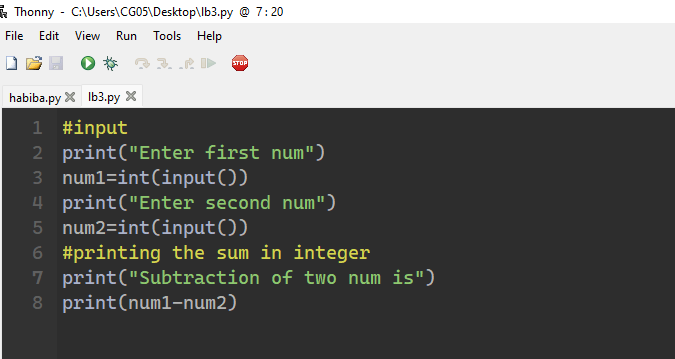 Thonny - C:\Users\CG05\Desktop\lb3.py @ 7:20
File Edit View Run Tools Help
STOP
habiba.py lb3.py
1 #input
2 print("Enter first num")
3 num1=int(input())
4 print("Enter second num")
5 num2=int(input())
6 #printing the sum in integer
7 print("Subtraction of two num is")
8 print(num1-num2)